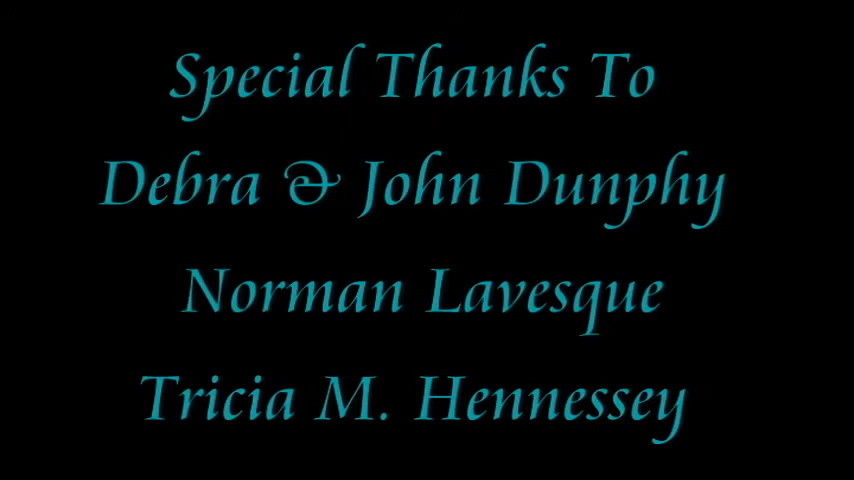 Special Thanks To
Debra & John Dunphy
Norman Lavesque
Tricia M. Hennessey